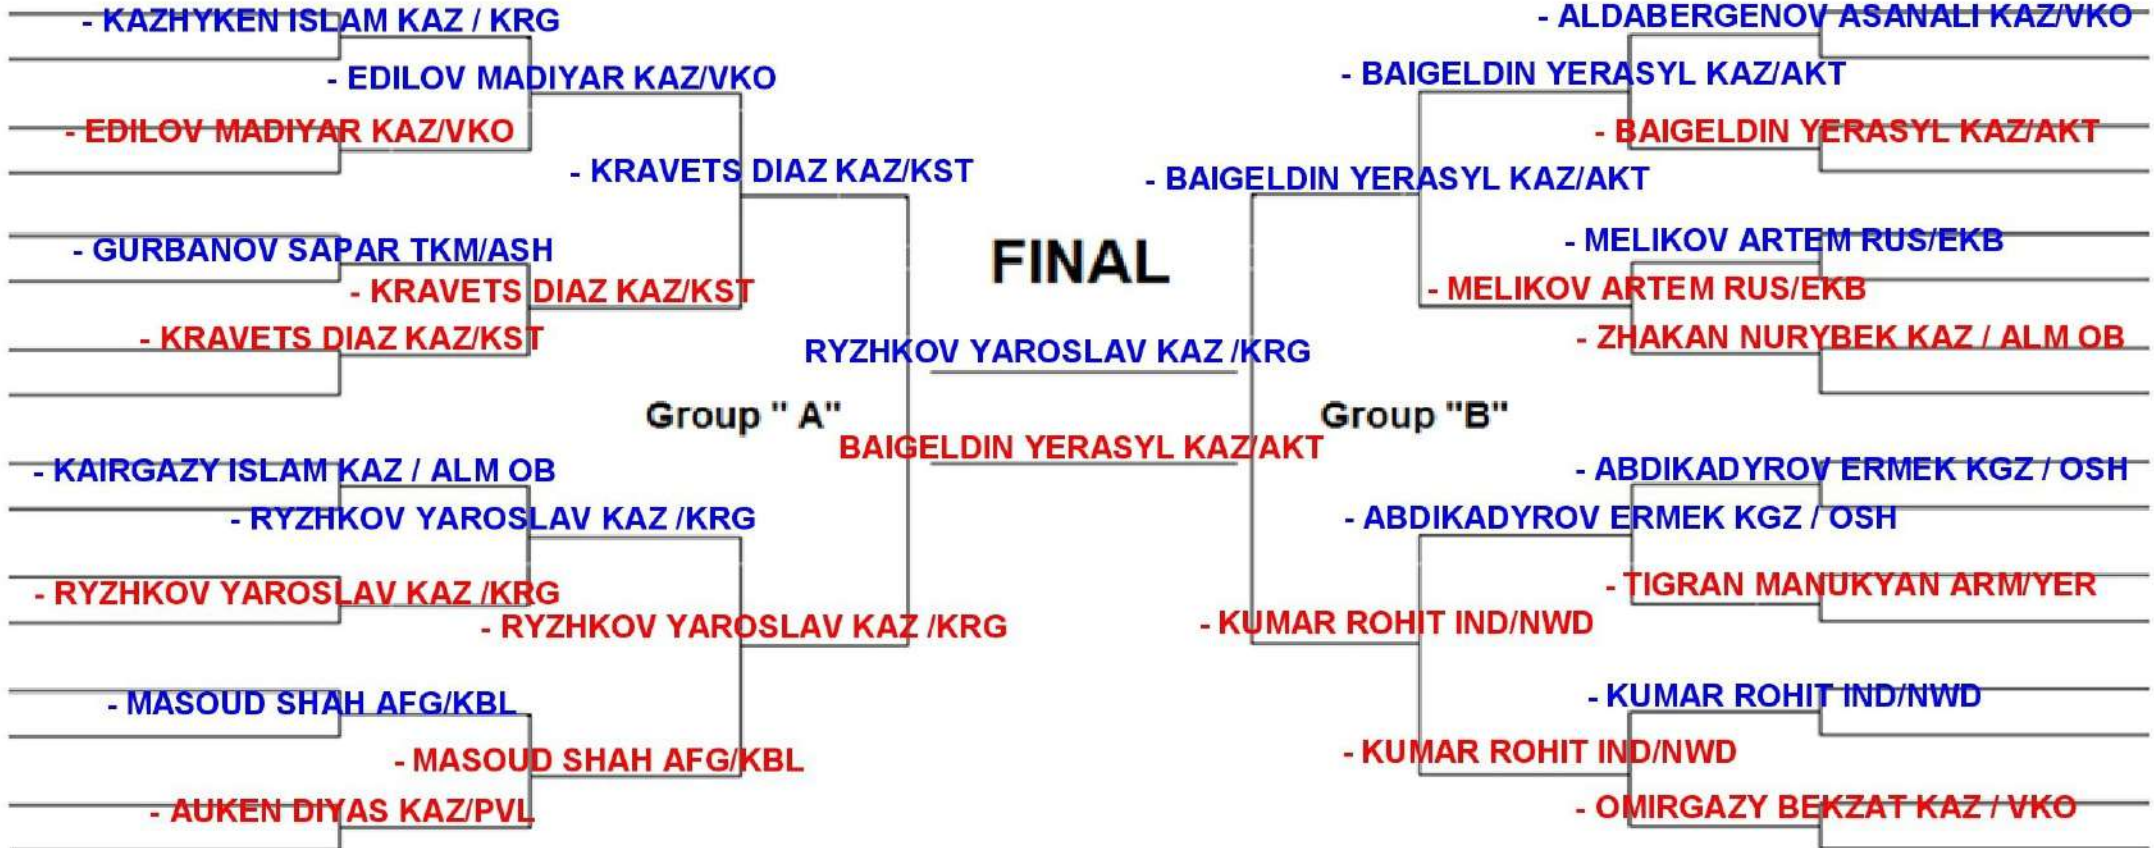 - KAZHYKEN ISLAM KAZ / KRG
- EDILOV MADIYAR KAZ/VKO
- EDILOV MADIYAR KAZ/VKO
- KRAVETS DIAZ KAZ/KST
- GURBANOV SAPAR TKM/ASH
- KRAVETS DIAZ KAZ/KST
- KRAVETS DIAZ KAZ/KST
Group " A"
- KAIRGAZY ISLAM KAZ / ALM OB
- RYZHKOV YAROSLAV KAZ /KRG
- RYZHKOV YAROSLAV KAZ /KRG
- RYZHKOV YAROSLAV KAZ /KRG
- MASOUD SHAH AFG/KBL
- MASOUD SHAH AFG/KBL
- AUKEN DIYAS KAZ/PVL
FINAL
RYZHKOV YAROSLAV KAZ /KRG
BAIGELDIN YERASYL KAZ/AKT
- ALDABERGENOV ASANALI KAZ/VKO
- BAIGELDIN YERASYL KAZ/AKT
- BAIGELDIN YERASYL KAZ/AKT
- BAIGELDIN YERASYL KAZ/AKT
- MELIKOV ARTEM RUS/EKB
- MELIKOV ARTEM RUS/EKB
- ZHAKAN NURYBEK KAZ / ALM OB
Group "B"
- ABDIKADYROV ERMEK KGZ / OSH
- ABDIKADYROV ERMEK KGZ / OSH
- TIGRAN MANUKYAN ARM/YER
- KUMAR ROHIT IND/NWD
- KUMAR ROHIT IND/NWD
- KUMAR ROHIT IND/NWD
- OMIRGAZY BEKZAT KAZ / VKO